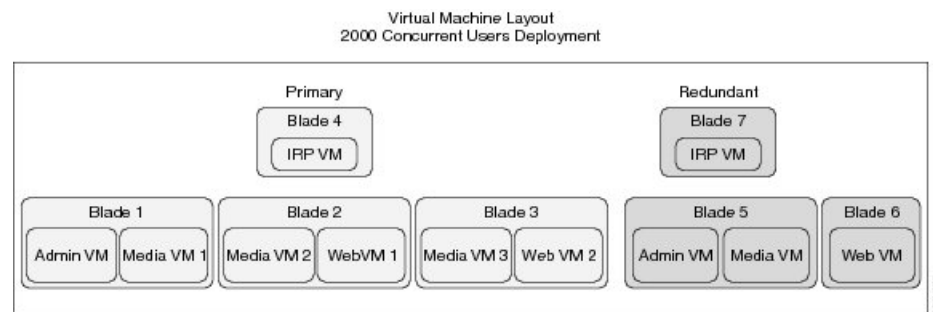 Virtual Machine Layout
2000 Concurrent Users Deployment
Primary
Redundant
Blade 4
Blade 7
IRP VM
IRP VM
Blade 1
Blade 2
Blade 3
Blade 5
Blade 6
Admin VM
Media VM 1
Media VM 2
WebVM 1
Media VM 3
Web VM 2
Admin VM
Media VM
Web VM